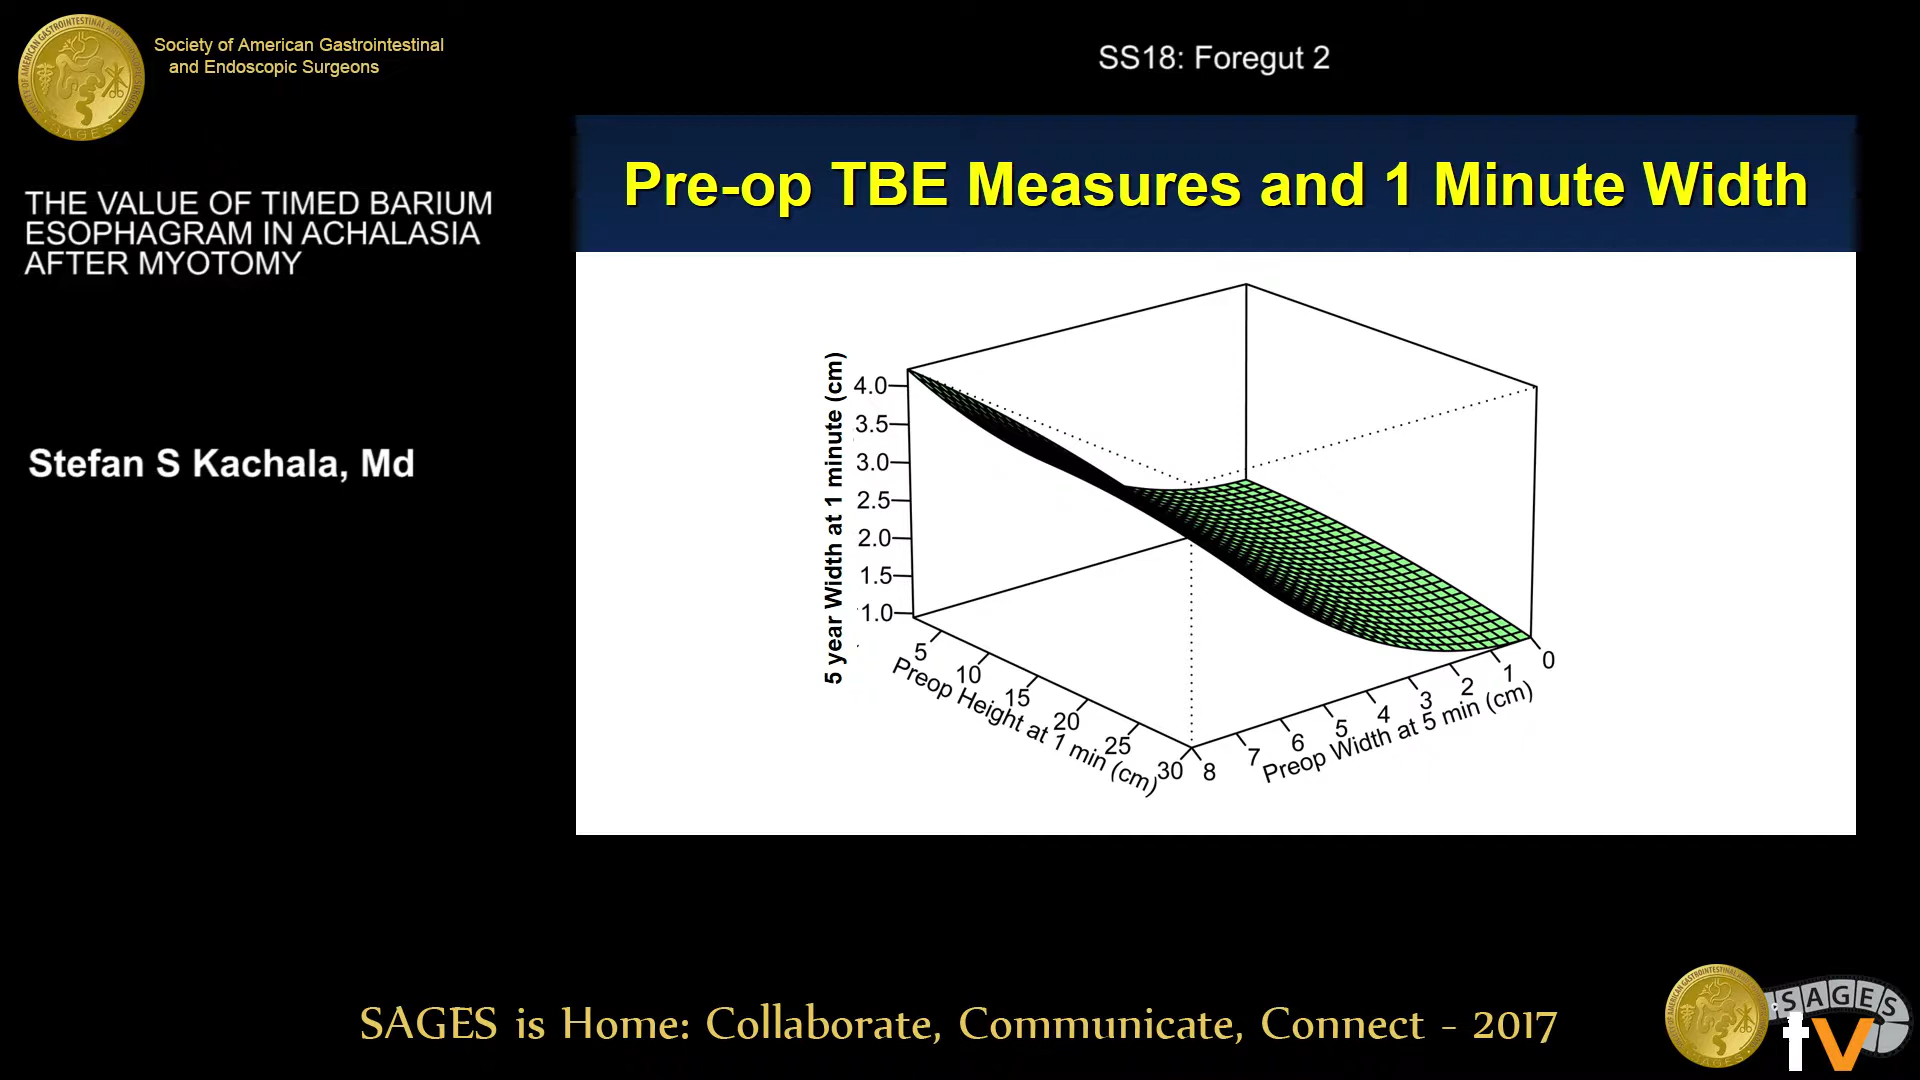 Society of American Gastrointestinal
and Endoscopic Surgeons
SS18: Foregut 2
THE VALUE OF TIMED BARIUM
ESOPHAGRAM IN ACHALASIA
AFTER MYOTOMY
Stefan S Kachala, Md
Pre-op TBE Measures and 1 Minute Width
5 year Width at 1 minute (cm)
4.0
3.5
3.0
2.5
2.0
1.5
1.0
5
10
15
20
25
30
Preop Height at 1 min (cm)
8
7
6
5
4
3
2
1
0
Preop Width at 5 min (cm)
SAGES is Home: Collaborate, Communicate, Connect - 2017
SAGES
tv
SAGES